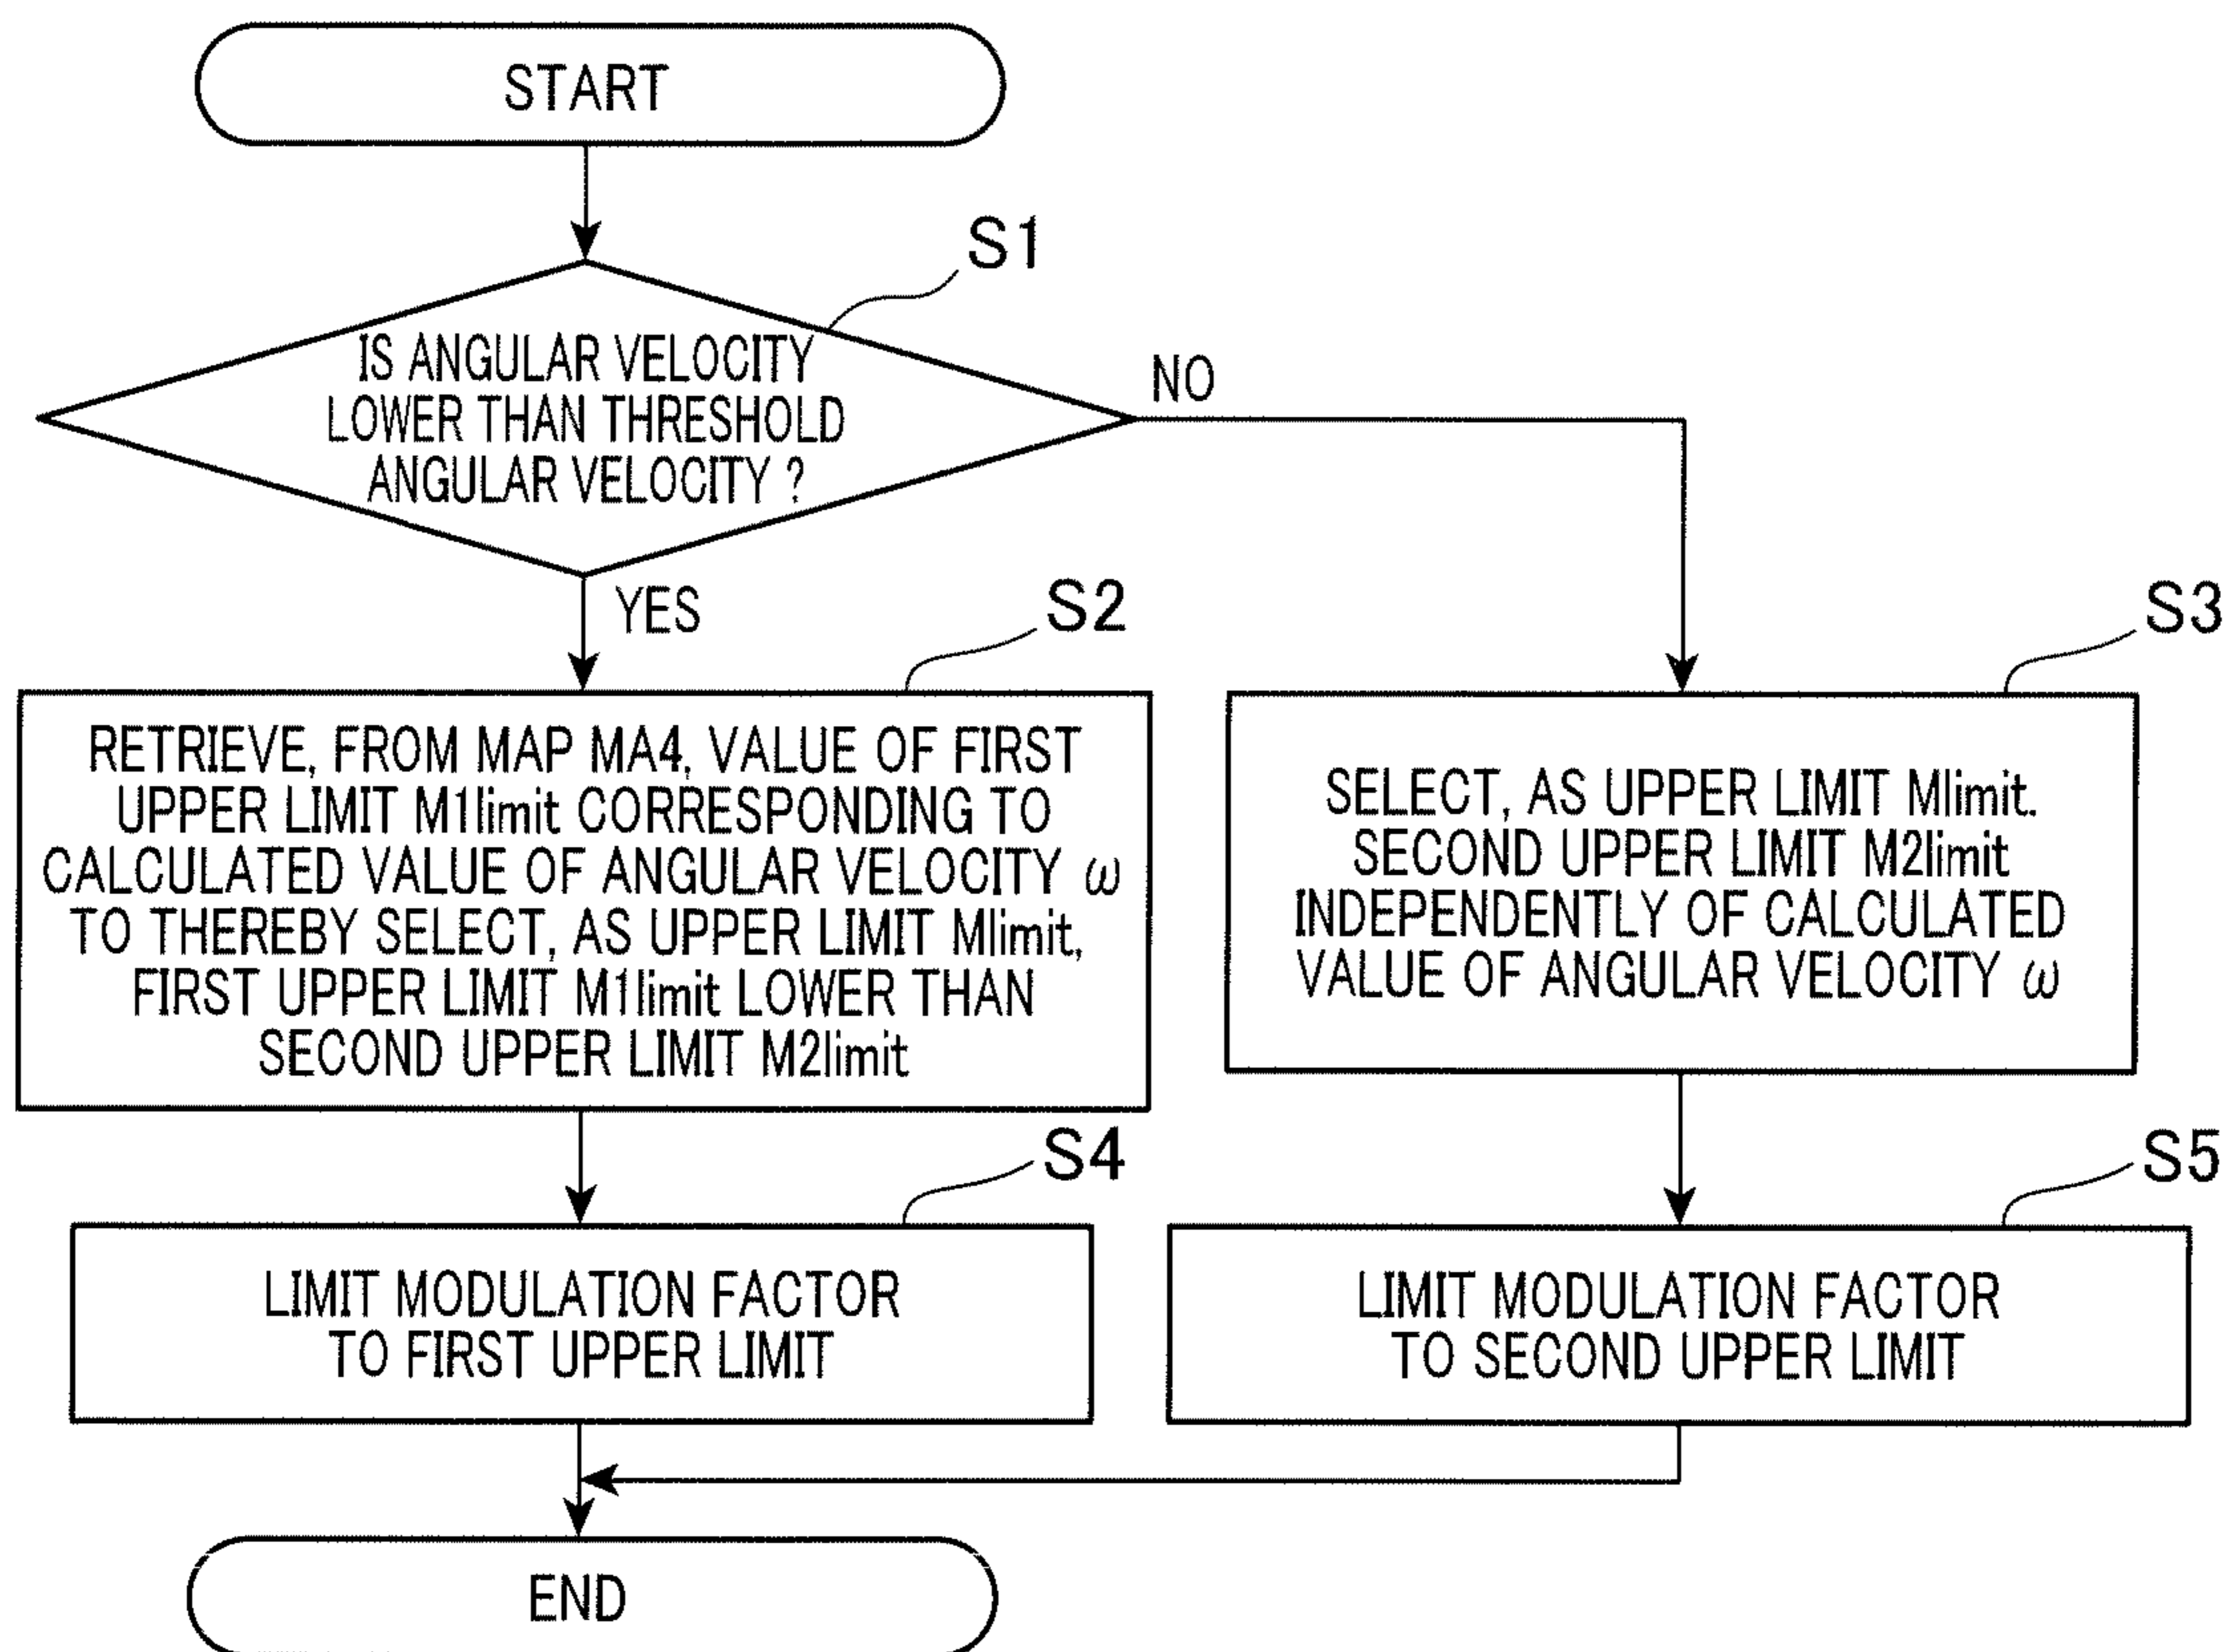 START
S1
IS ANGULAR VELOCITY
LOWER THAN THRESHOLD
ANGULAR VELOCITY ?
NO
YES
S2
RETRIEVE, FROM MAP MA4, VALUE OF FIRST
UPPER LIMIT M1limit CORRESPONDING TO
CALCULATED VALUE OF ANGULAR VELOCITY ω
TO THEREBY SELECT, AS UPPER LIMIT Mlimit,
FIRST UPPER LIMIT M1limit LOWER THAN
SECOND UPPER LIMIT M2limit
S3
SELECT, AS UPPER LIMIT Mlimit.
SECOND UPPER LIMIT M2limit
INDEPENDENTLY OF CALCULATED
VALUE OF ANGULAR VELOCITY ω
S4
LIMIT MODULATION FACTOR
TO FIRST UPPER LIMIT
S5
LIMIT MODULATION FACTOR
TO SECOND UPPER LIMIT
END